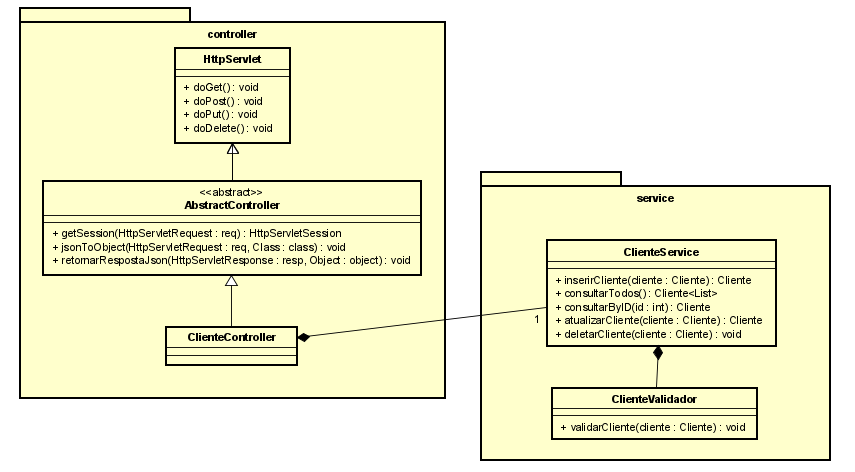 controller
HttpServlet
+ doGet() : void
+ doPost() : void
+ doPut() : void
+ doDelete() : void
<<abstract>>
AbstractController
+ getSession(HttpServletRequest : req) : HttpServletSession
+ jsonToObject(HttpServletRequest : req, Class : class) : void
+ retornarRespostaJson(HttpServletResponse : resp, Object : object) : void
ClienteController
1
service
ClienteService
+ inserirCliente(cliente : Cliente) : Cliente
+ consultarTodos() : Cliente<List>
+ consultarByID(id : int) : Cliente
+ atualizarCliente(cliente : Cliente) : Cliente
+ deletarCliente(cliente : Cliente) : void
ClienteValidador
+ validarCliente(cliente : Cliente) : void